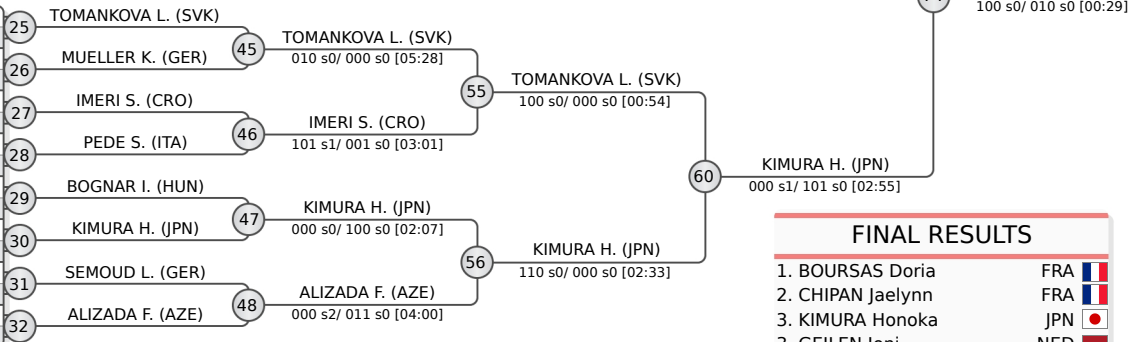 100 s0/ 010 s0 [00:29]
25
TOMANKOVA L. (SVK)
45
TOMANKOVA L. (SVK)
010 s0/ 000 s0 [05:28]
26
MUELLER K. (GER)
55
TOMANKOVA L. (SVK)
100 s0/ 000 s0 [00:54]
27
IMERI S. (CRO)
46
IMERI S. (CRO)
101 s1/ 001 s0 [03:01]
28
PEDE S. (ITA)
60
KIMURA H. (JPN)
000 s1/ 101 s0 [02:55]
29
BOGNAR I. (HUN)
47
KIMURA H. (JPN)
000 s0/ 100 s0 [02:07]
30
KIMURA H. (JPN)
56
KIMURA H. (JPN)
110 s0/ 000 s0 [02:33]
31
SEMOUD L. (GER)
48
ALIZADA F. (AZE)
000 s2/ 011 s0 [04:00]
32
ALIZADA F. (AZE)
FINAL RESULTS
1. BOURSAS Doria FRA
2. CHIPAN Jaelynn FRA
3. KIMURA Honoka JPN